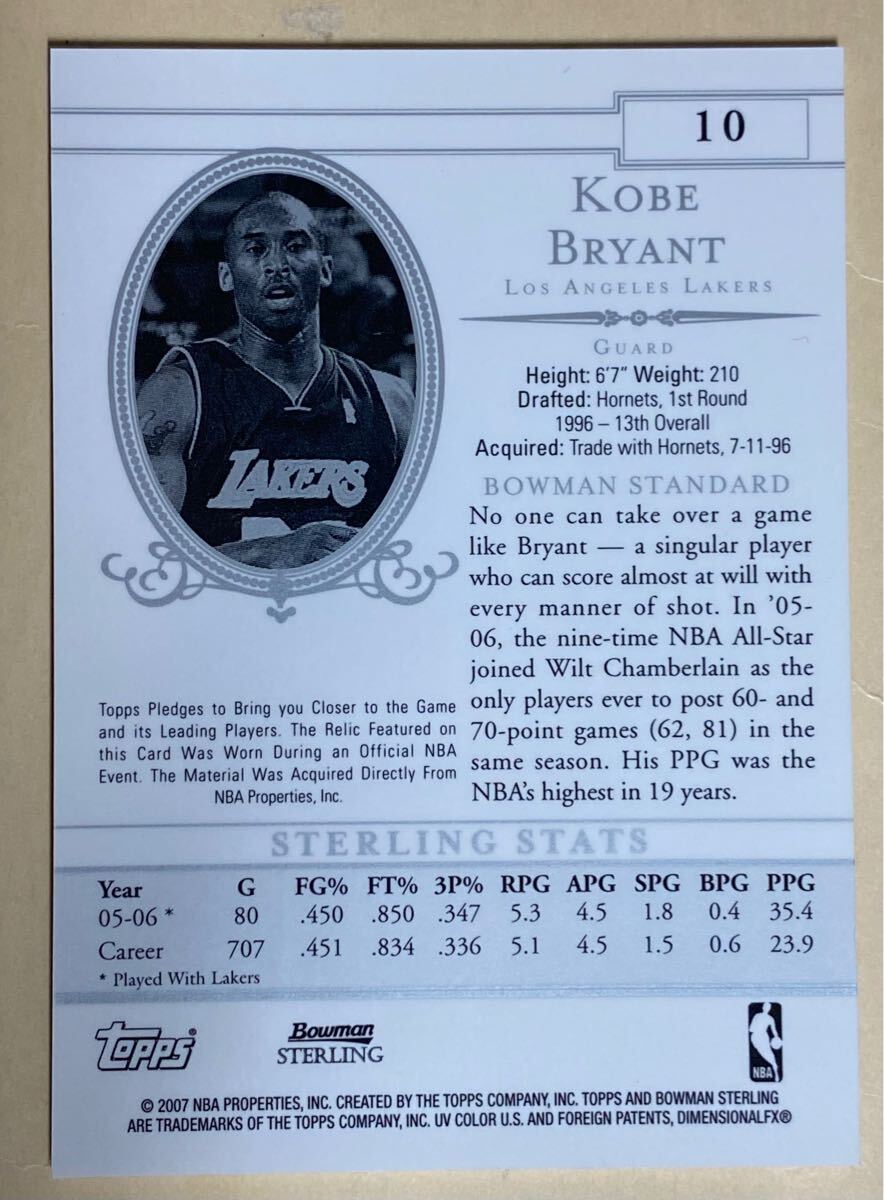 10
KOBE
BRYANT
LOS ANGELES LAKERS
GUARD
Height: 6'7" Weight: 210
Drafted: Hornets, 1st Round
1996 – 13th Overall
Acquired: Trade with Hornets, 7-11-96
BOWMAN STANDARD
No one can take over a game
like Bryant — a singular player
who can score almost at will with
every manner of shot. In '05-
06, the nine-time NBA All-Star
joined Wilt Chamberlain as the
only players ever to post 60- and
70-point games (62, 81) in the
same season. His PPG was the
NBA's highest in 19 years.
LAKERS
Topps Pledges to Bring you Closer to the Game
and its Leading Players. The Relic Featured on
this Card Was Worn During an Official NBA
Event. The Material Was Acquired Directly From
NBA Properties, Inc.
STERLING STATS
Year G FG% FT% 3P% RPG APG SPG BPG PPG
05-06 * 80 .450 .850 .347 5.3 4.5 1.8 0.4 35.4
Career 707 .451 .834 .336 5.1 4.5 1.5 0.6 23.9
* Played With Lakers
Topps®
Bowman
STERLING
NBA
© 2007 NBA PROPERTIES, INC. CREATED BY THE TOPPS COMPANY, INC. TOPPS AND BOWMAN STERLING
ARE TRADEMARKS OF THE TOPPS COMPANY, INC. UV COLOR U.S. AND FOREIGN PATENTS, DIMENSIONALFX®